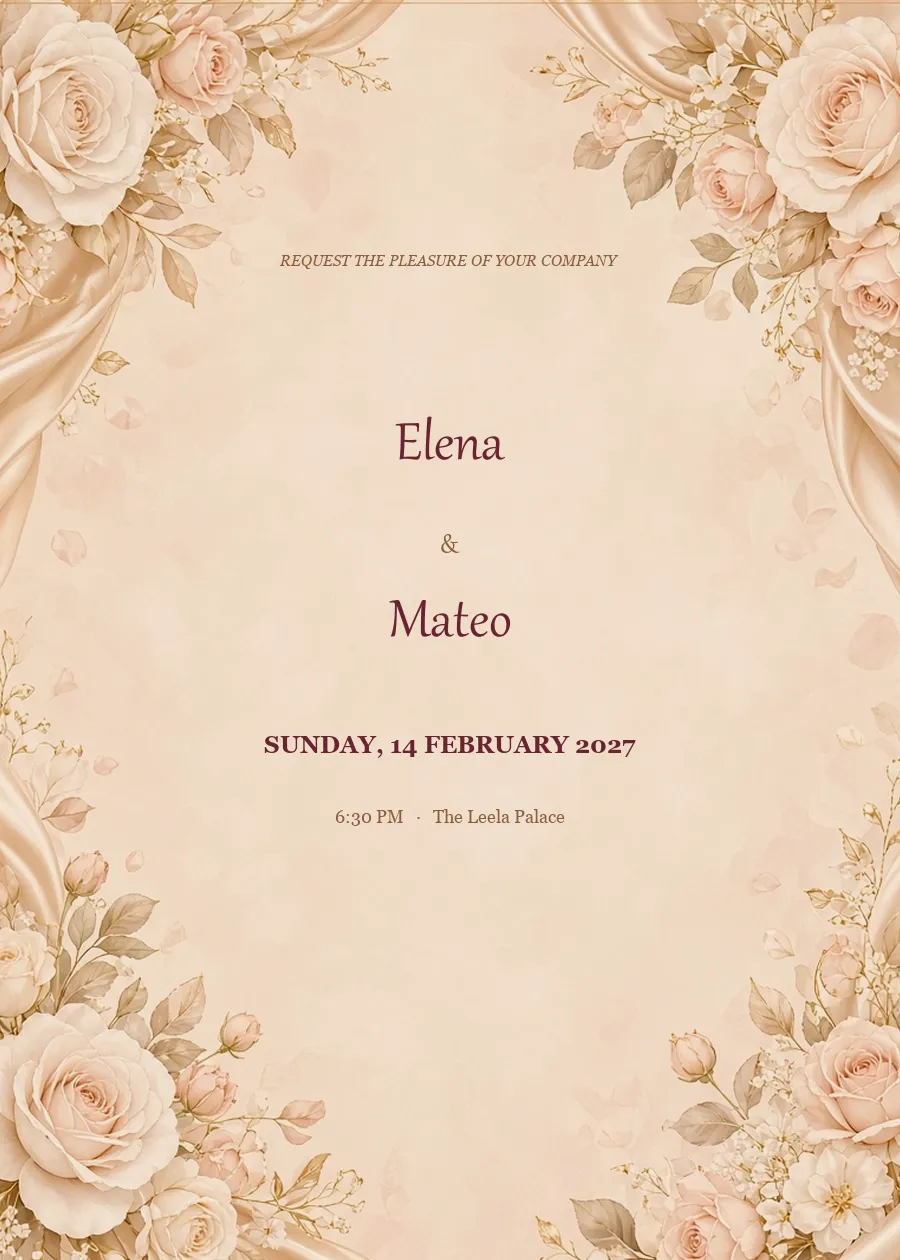 REQUEST THE PLEASURE OF YOUR COMPANY
Elena
&
Mateo
SUNDAY, 14 FEBRUARY 2027
6:30 PM · The Leela Palace